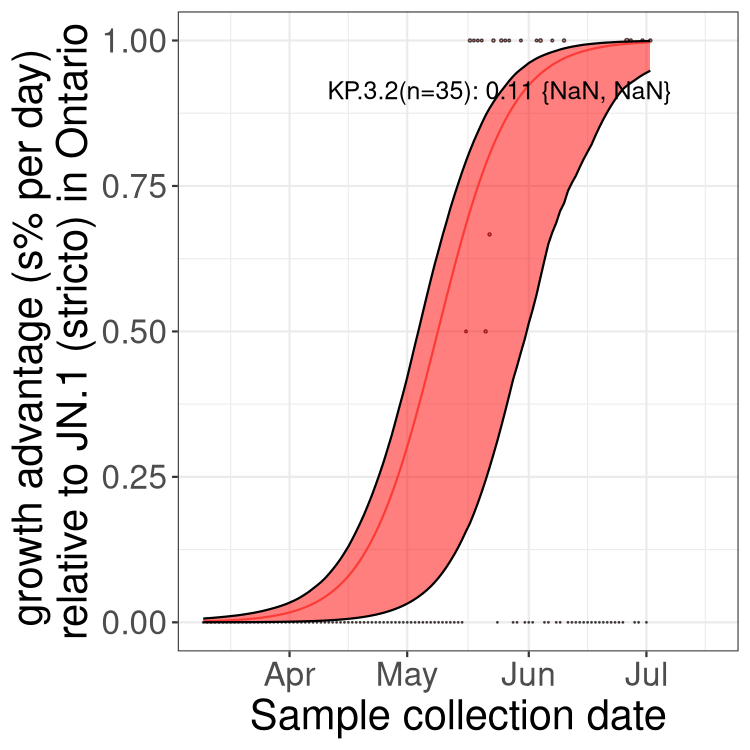 growth advantage (s% per day)
relative to JN.1 (stricto) in Ontario
1.00
0.75
0.50
0.25
0.00
KP.3.2(n=35): 0.11 {NaN, NaN}
Apr May Jun Jul
Sample collection date